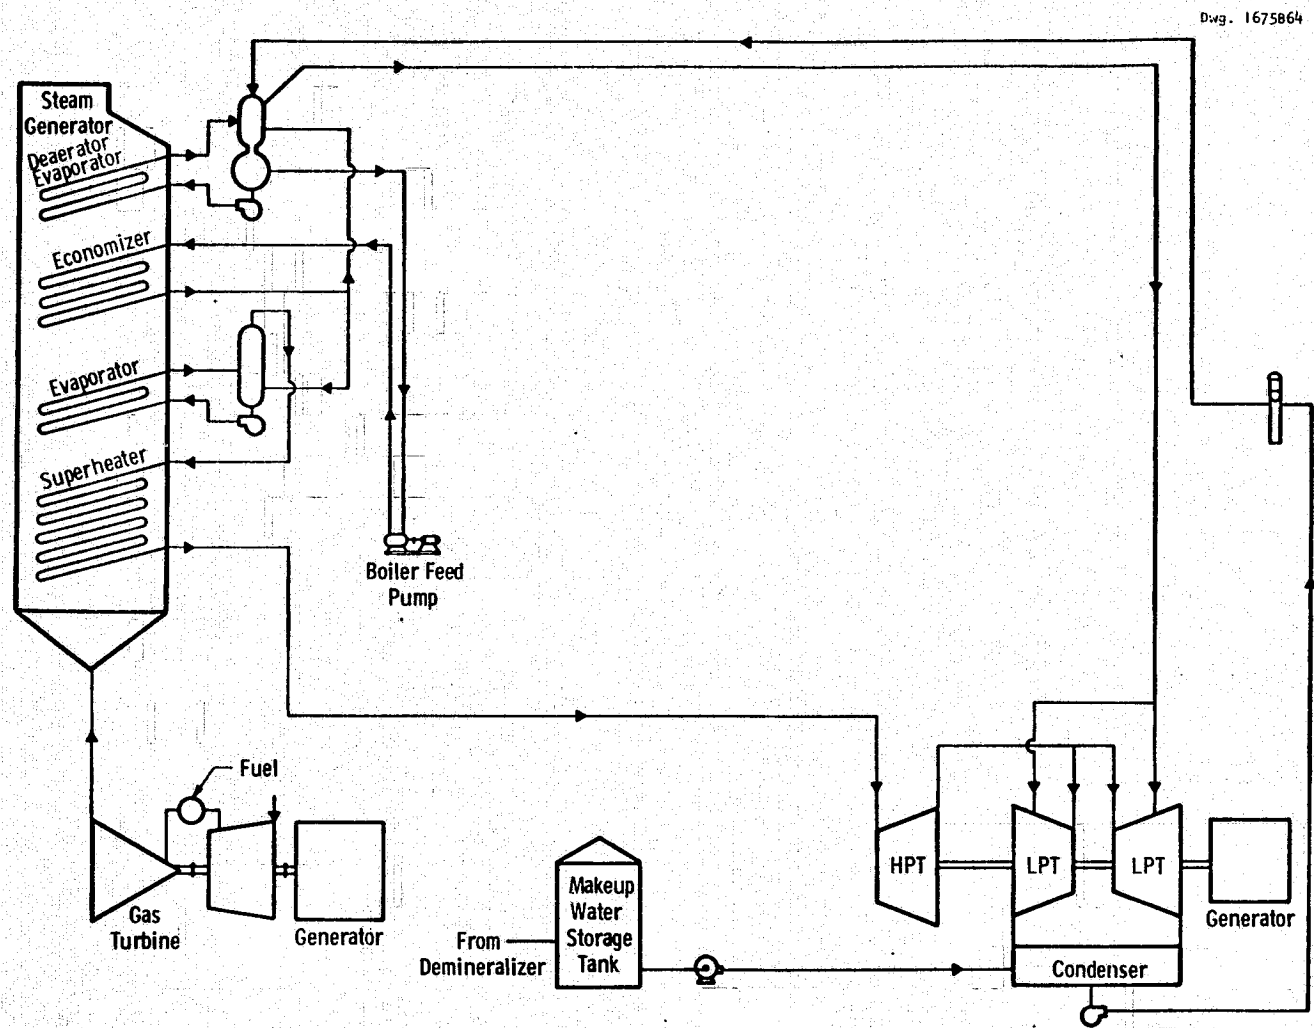 Dwg. 1675B64
Steam
Generator
Deaerator
Evaporator
Economizer
Evaporator
Superheater
Boiler Feed
Pump
Fuel
Gas
Turbine
Generator
Makeup
Water
Storage
Tank
From
Demineralizer
HPT
LPT
LPT
Generator
Condenser